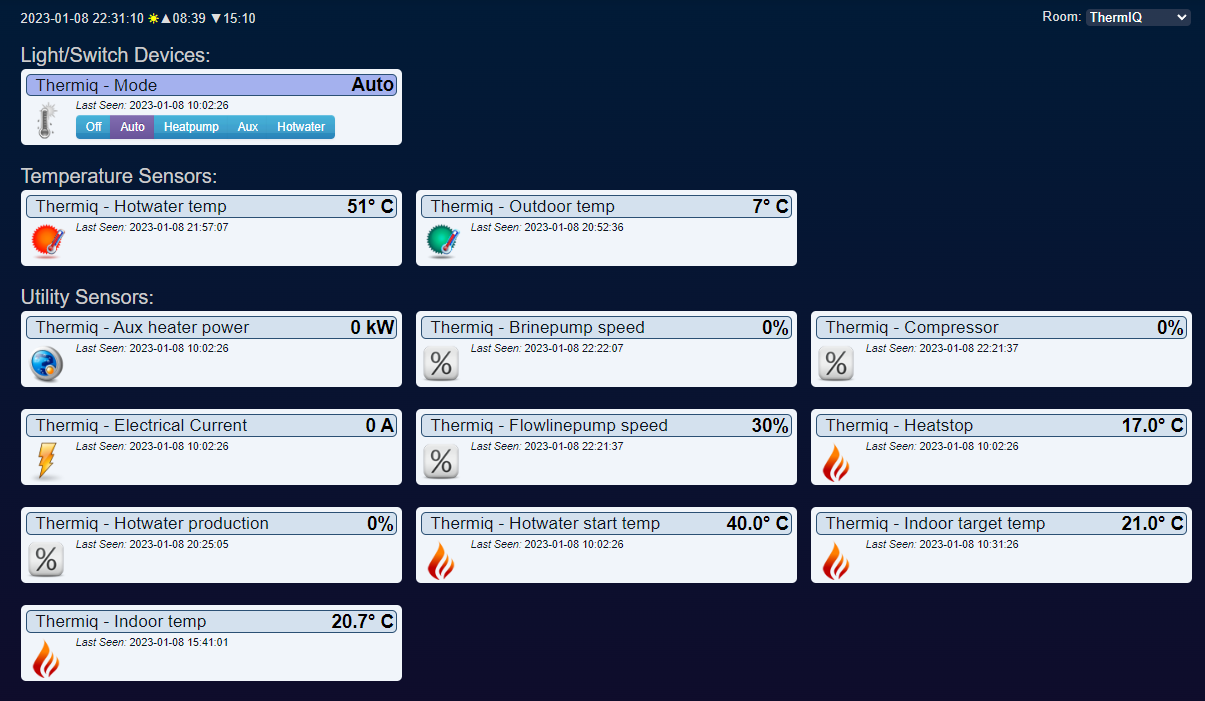 2023-01-08 22:31:10 ☀▲08:39 ▼15:10
Room: ThermIQ
Light/Switch Devices:
Thermiq - Mode Auto
Last Seen: 2023-01-08 10:02:26
Off Auto Heatpump Aux Hotwater
Temperature Sensors:
Thermiq - Hotwater temp 51° C
Last Seen: 2023-01-08 21:57:07
Thermiq - Outdoor temp 7° C
Last Seen: 2023-01-08 20:52:36
Utility Sensors:
Thermiq - Aux heater power 0 kW
Last Seen: 2023-01-08 10:02:26
Thermiq - Brinepump speed 0%
Last Seen: 2023-01-08 22:22:07
%
Thermiq - Compressor 0%
Last Seen: 2023-01-08 22:21:37
%
Thermiq - Electrical Current 0 A
Last Seen: 2023-01-08 10:02:26
Thermiq - Flowlinepump speed 30%
Last Seen: 2023-01-08 22:21:37
%
Thermiq - Heatstop 17.0° C
Last Seen: 2023-01-08 10:02:26
Thermiq - Hotwater production 0%
Last Seen: 2023-01-08 20:25:05
%
Thermiq - Hotwater start temp 40.0° C
Last Seen: 2023-01-08 10:02:26
Thermiq - Indoor target temp 21.0° C
Last Seen: 2023-01-08 10:31:26
Thermiq - Indoor temp 20.7° C
Last Seen: 2023-01-08 15:41:01